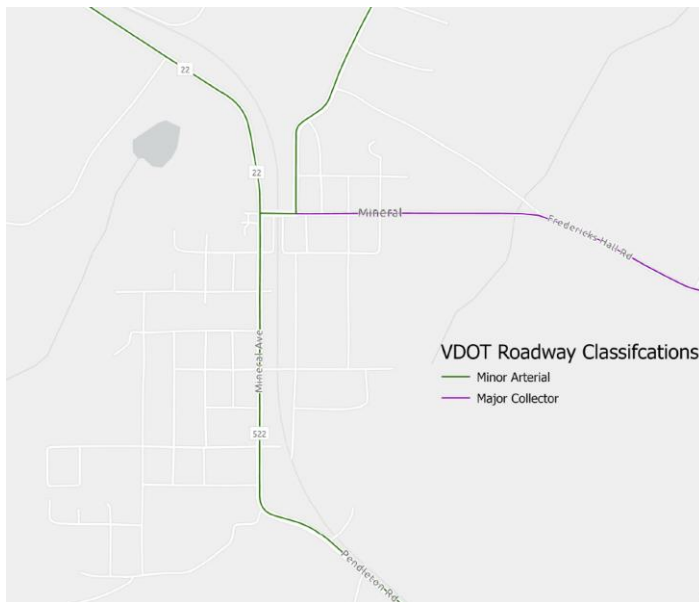 22
22
Mineral
Fredericks Hall Rd
VDOT Roadway Classifcations
Minor Arterial
Major Collector
Mineral Ave
522
Pendleton Rd